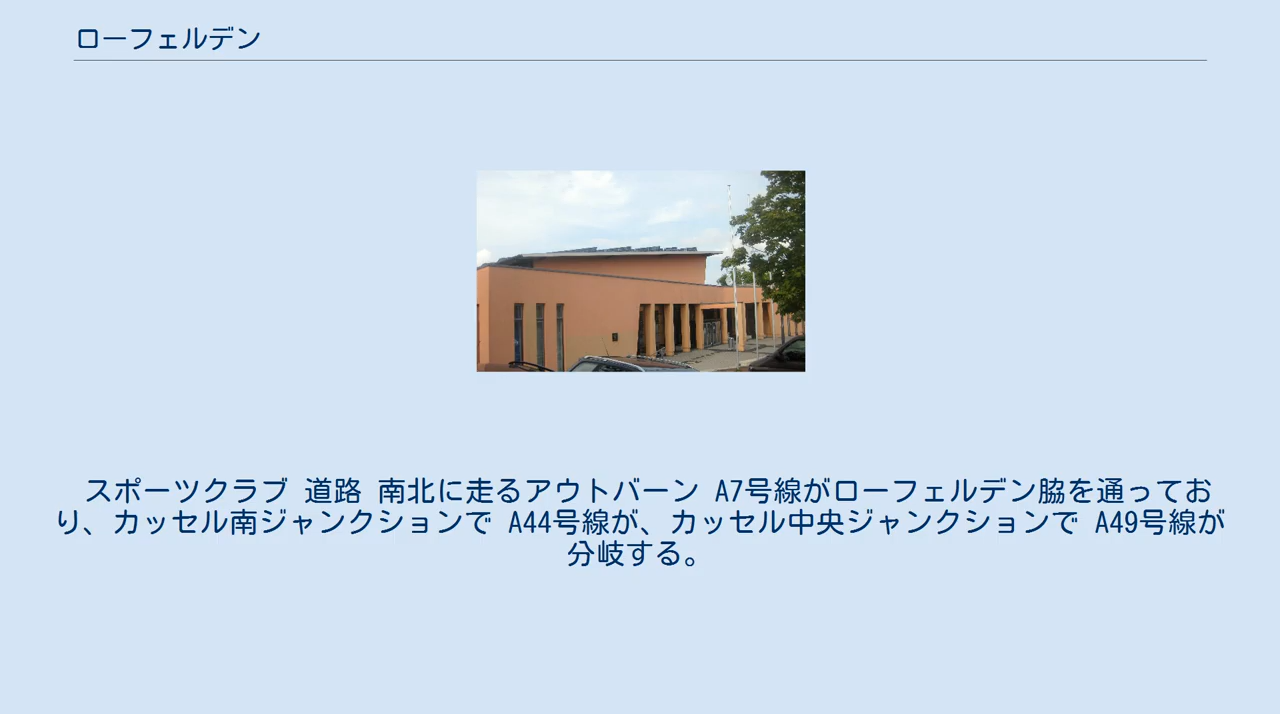 ローフェルデン
スポーツクラブ 道路 南北に走るアウトバーン A7号線がローフェルデン脇を通ってお
り、カッセル南ジャンクションで A44号線が、カッセル中央ジャンクションで A49号線が
分岐する。